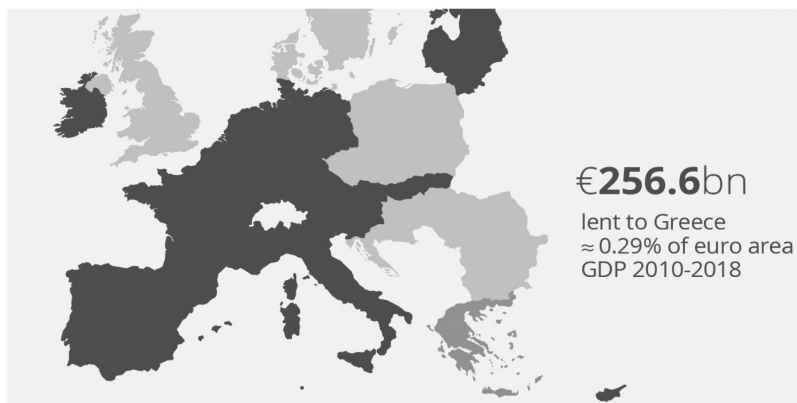 €256.6bn
lent to Greece
≈ 0.29% of euro area
GDP 2010-2018